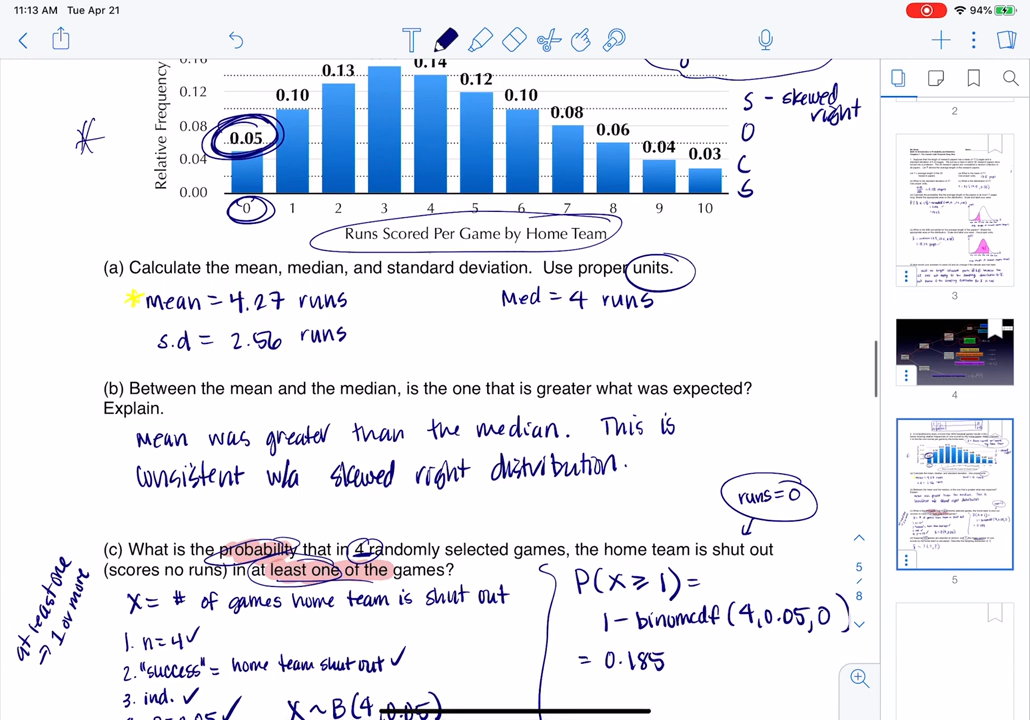 11:13 AM Tue Apr 21
94%
Relative Frequency
0.12
0.08
0.04
0.00
0.05
0.10
0.13
0.14
0.12
0.10
0.08
0.06
0.04
0.03
0 1 2 3 4 5 6 7 8 9 10
Runs Scored Per Game by Home Team
S - skewed
right
O
C
S
(a) Calculate the mean, median, and standard deviation. Use proper units.
mean = 4.27 runs
Med = 4 runs
s.d = 2.56 runs
(b) Between the mean and the median, is the one that is greater what was expected?
Explain.
Mean was greater than the median. This is
consistent w/a skewed right distribution.
runs=0
(c) What is the probability that in 4 randomly selected games, the home team is shut out
(scores no runs) in at least one of the games?
at least one
⇒ 1 or more
X = # of games home team is shut out
1. n=4 ✓
2. "success" = home team shut out ✓
3. ind. ✓
X ~ B(4, 0.05)
P(X ≥ 1) =
1 - binomcdf (4, 0.05, 0)
= 0.185
2
3
4
5
5
/
8